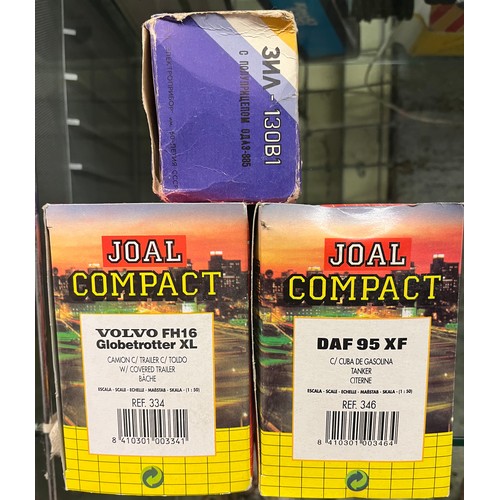 ЗИЛ-130В1
С ПОЛУПРИЦЕПОМ ОДАЗ-885
JOAL
COMPACT
VOLVO FH16
Globetrotter XL
CAMION C/ TRAILER C/ TOLDO
W/ COVERED TRAILER
BÂCHE
ESCALA - SCALE - ECHELLE - MAËSTAB - SKALA - (1 : 50)
REF. 334
8 410301 003341
JOAL
COMPACT
DAF 95 XF
C/ CUBA DE GASOLINA
TANKER
CITERNE
ESCALA - SCALE - ECHELLE - MAËSTAB - SKALA - (1 : 50)
REF. 346
8 410301 003464